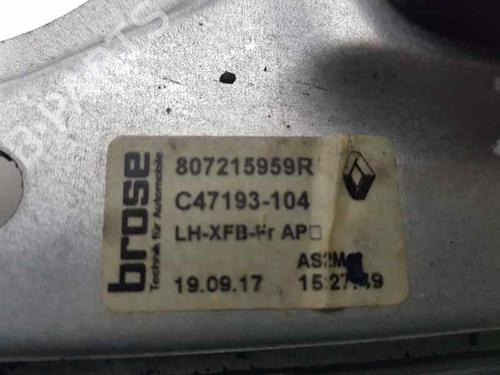 brose
Technik für Automobile
807215959R
C47193-104
LH-XFB-Fr AP
19.09.17
15:27:49